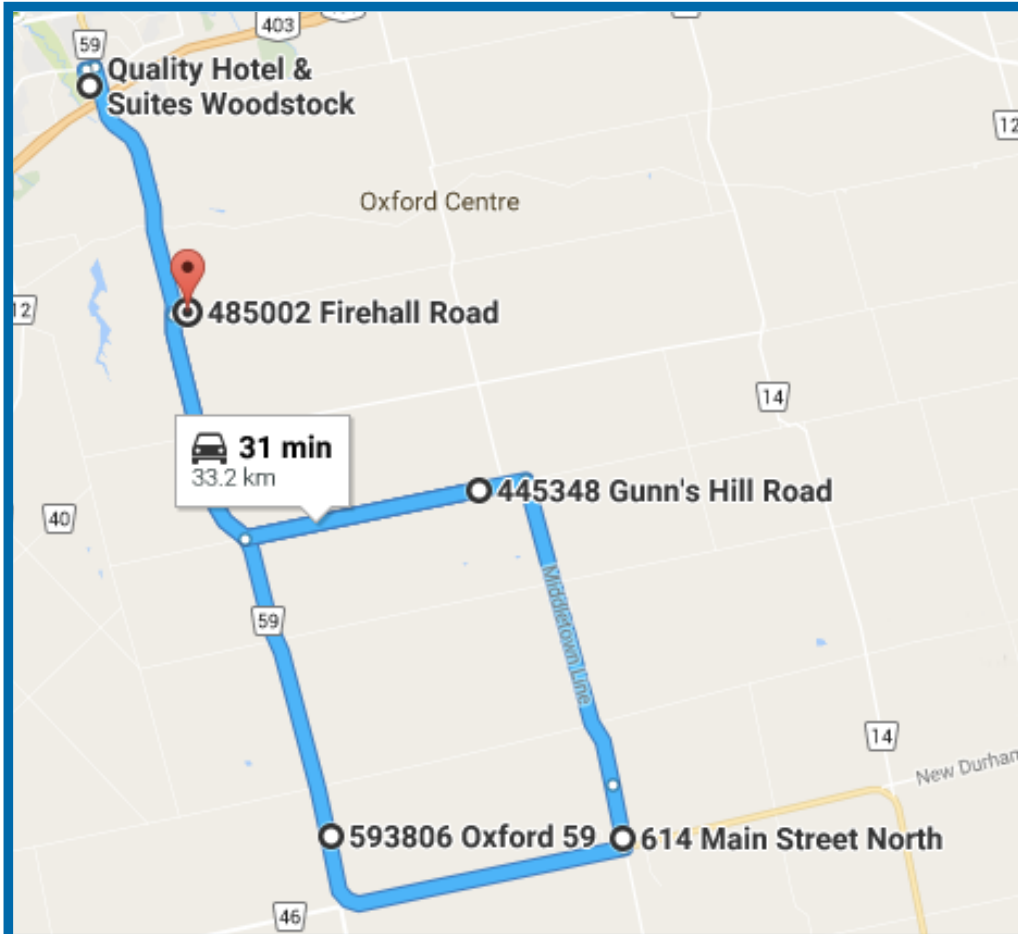 403
59
Quality Hotel &
Suites Woodstock
12
Oxford Centre
12
485002 Firehall Road
14
31 min
33.2 km
445348 Gunn's Hill Road
40
Middletown Line
59
14
New Durham
593806 Oxford 59
614 Main Street North
46